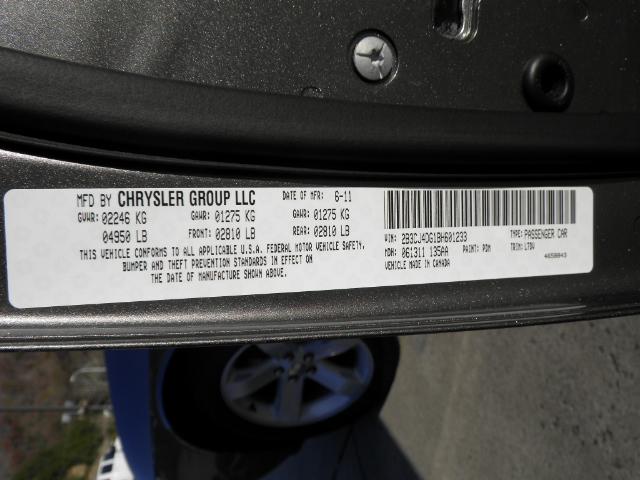 MFD BY CHRYSLER GROUP LLC DATE OF MFR: 6-11
GVWR: 02246 KG GAWR: 01275 KG GAWR: 01275 KG
04950 LB FRONT: 02810 LB REAR: 02810 LB
THIS VEHICLE CONFORMS TO ALL APPLICABLE U.S.A. FEDERAL MOTOR VEHICLE SAFETY,
BUMPER AND THEFT PREVENTION STANDARDS IN EFFECT ON
THE DATE OF MANUFACTURE SHOWN ABOVE.
VIN: 2B3CJ4DG1BH601233 TYPE: PASSENGER CAR
MDH: 061311 135AA PAINT: PDM TRIM: LTDV
VEHICLE MADE IN CANADA
4658843